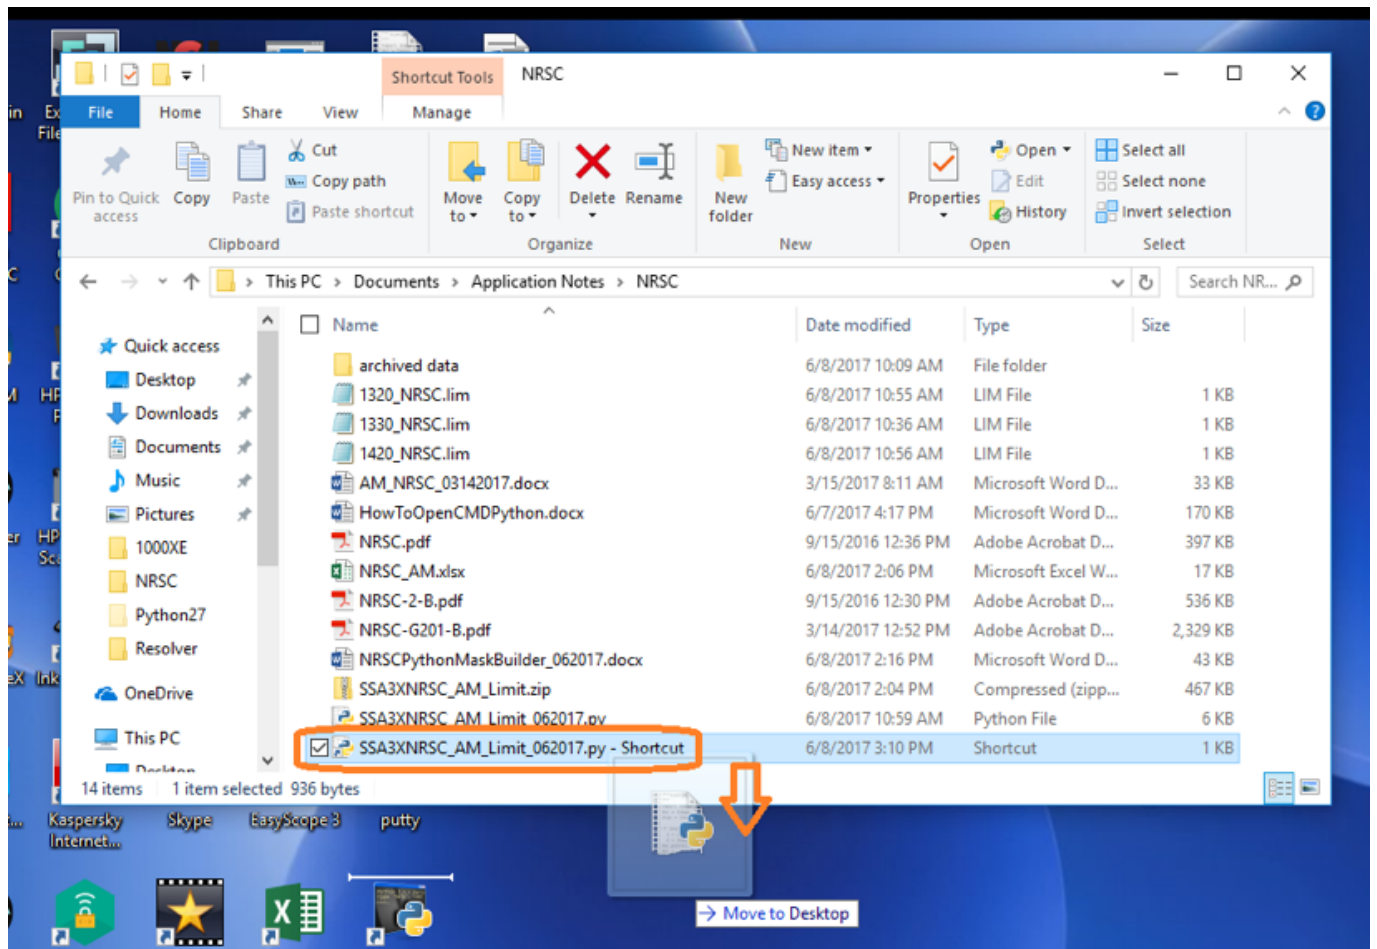 Shortcut Tools NRSC
File Home Share View Manage
Pin to Quick access
Copy
Paste
Cut
Copy path
Paste shortcut
Clipboard
Move to
Copy to
Delete
Rename
Organize
New folder
New item
Easy access
New
Properties
Open
Edit
History
Open
Select all
Select none
Invert selection
Select
This PC > Documents > Application Notes > NRSC
Search NR...
Quick access
Desktop
Downloads
Documents
Music
Pictures
1000XE
NRSC
Python27
Resolver
OneDrive
This PC
Desktop
Name Date modified Type Size
archived data 6/8/2017 10:09 AM File folder
1320_NRSC.lim 6/8/2017 10:55 AM LIM File 1 KB
1330_NRSC.lim 6/8/2017 10:36 AM LIM File 1 KB
1420_NRSC.lim 6/8/2017 10:56 AM LIM File 1 KB
AM_NRSC_03142017.docx 3/15/2017 8:11 AM Microsoft Word D... 33 KB
HowToOpenCMDPython.docx 6/7/2017 4:17 PM Microsoft Word D... 170 KB
NRSC.pdf 9/15/2016 12:36 PM Adobe Acrobat D... 397 KB
NRSC_AM.xlsx 6/8/2017 2:06 PM Microsoft Excel W... 17 KB
NRSC-2-B.pdf 9/15/2016 12:30 PM Adobe Acrobat D... 536 KB
NRSC-G201-B.pdf 3/14/2017 12:52 PM Adobe Acrobat D... 2,329 KB
NRSCPythonMaskBuilder_062017.docx 6/8/2017 2:16 PM Microsoft Word D... 43 KB
SSA3XNRSC_AM_Limit.zip 6/8/2017 2:04 PM Compressed (zipp... 467 KB
SSA3XNRSC_AM_Limit_062017.py 6/8/2017 10:59 AM Python File 6 KB
SSA3XNRSC_AM_Limit_062017.py - Shortcut 6/8/2017 3:10 PM Shortcut 1 KB
14 items 1 item selected 936 bytes
Kaspersky Internet...
Skype
EasyScope 3
putty
→ Move to Desktop